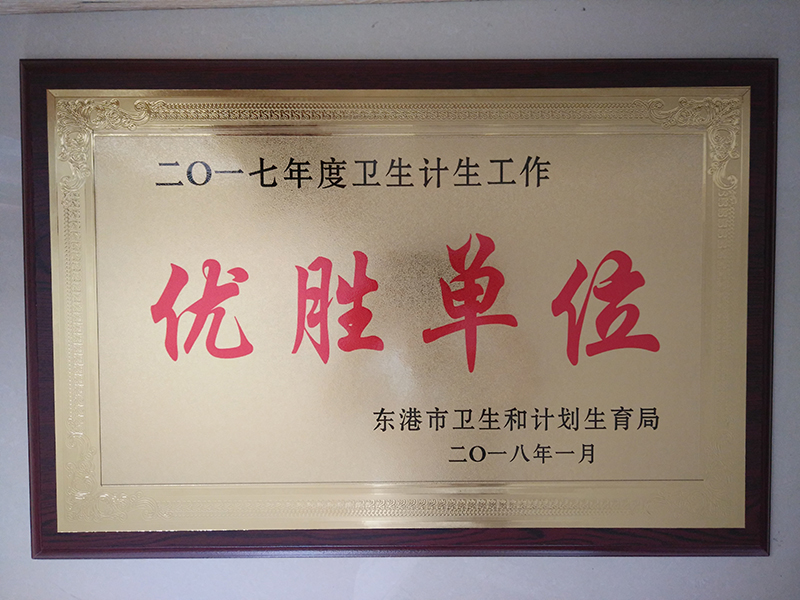 二〇一七年度卫生计生工作
优胜单位
东港市卫生和计划生育局
二〇一八年一月